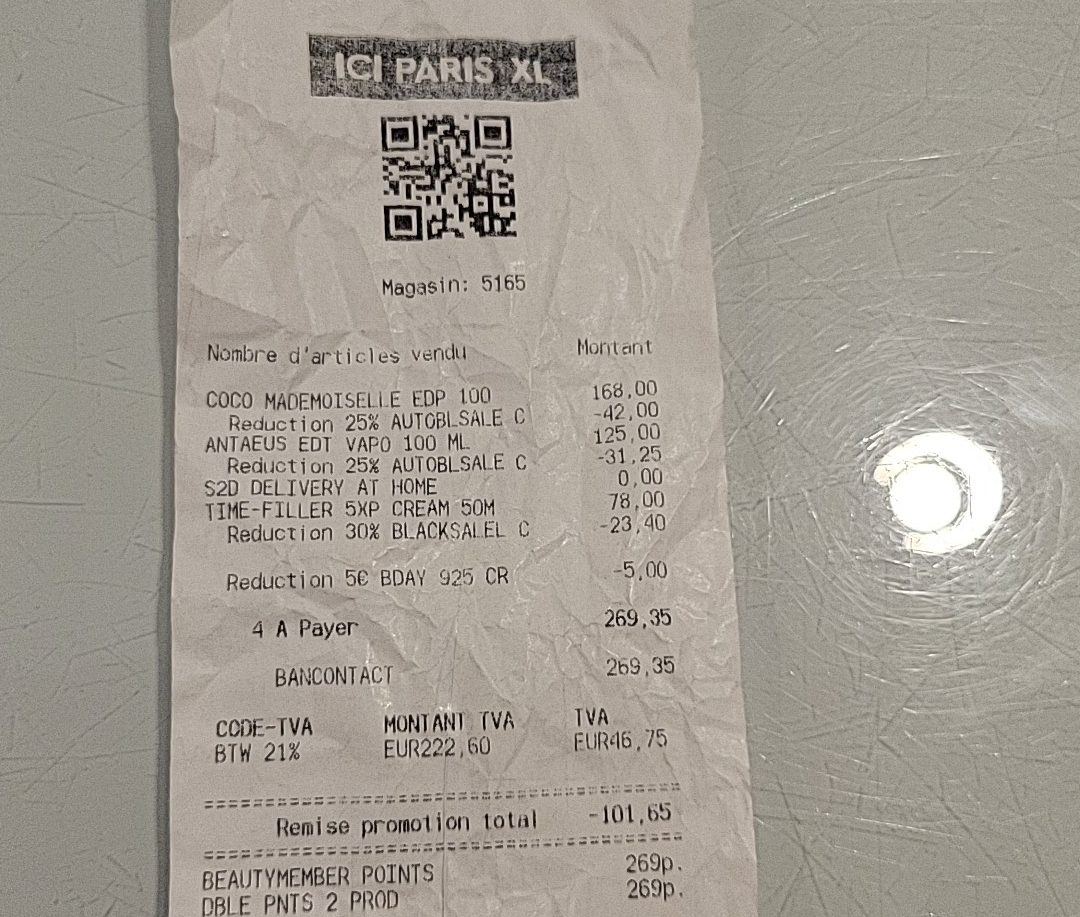 ICI PARIS XL
Magasin: 5165
Nombre d'articles vendu Montant
COCO MADEMOISELLE EDP 100 168,00
Reduction 25% AUTOBLSALE C -42,00
ANTAEUS EDT VAPO 100 ML 125,00
Reduction 25% AUTOBLSALE C -31,25
S2D DELIVERY AT HOME 0,00
TIME-FILLER 5XP CREAM 50M 78,00
Reduction 30% BLACKSALEL C -23,40
Reduction 5€ BDAY 925 CR -5,00
4 A Payer 269,35
BANCONTACT 269,35
CODE-TVA MONTANT TVA TVA
BTW 21% EUR222,60 EUR46,75
Remise promotion total -101,65
BEAUTYMEMBER POINTS 269p.
DBLE PNTS 2 PROD 269p.